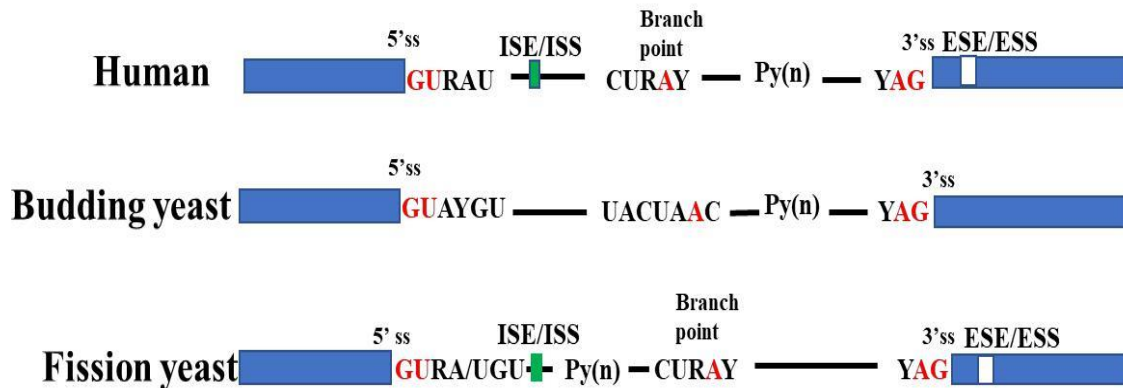 5’ss ISE/ISS Branch point 3’ss ESE/ESS
Human GURAU CURAY Py(n) YAG
5’ss 3’ss
Budding yeast GUAYGU UACUAAC Py(n) YAG
5’ ss ISE/ISS Branch point 3’ss ESE/ESS
Fission yeast GURA/UGU Py(n) CURAY YAG